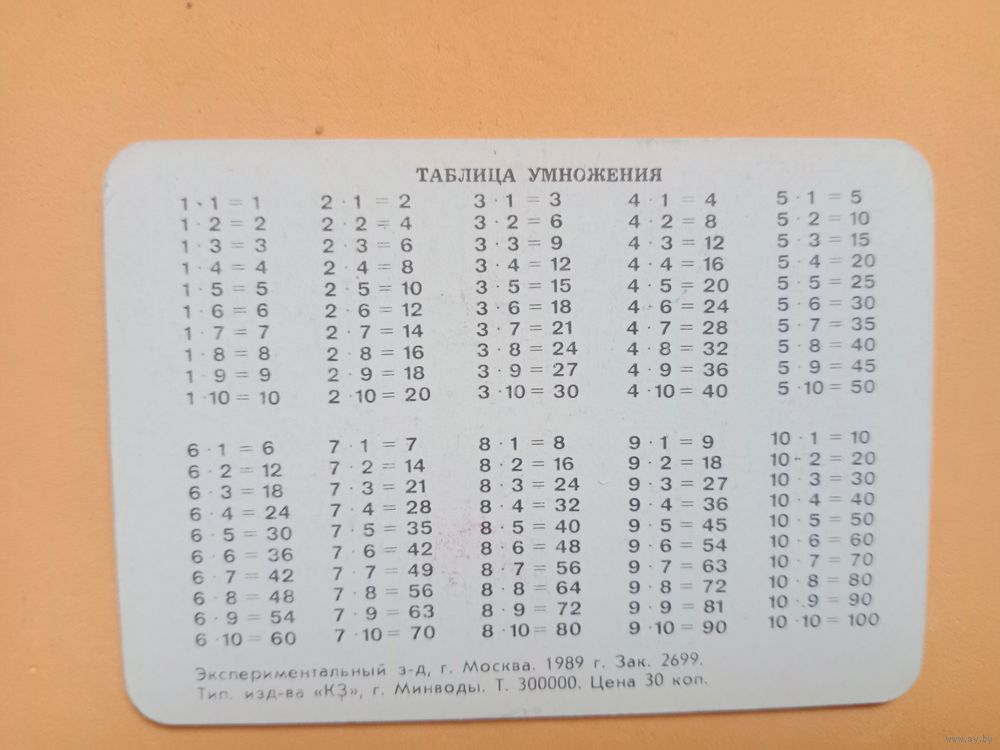 ТАБЛИЦА УМНОЖЕНИЯ
1 · 1 = 1 2 · 1 = 2 3 · 1 = 3 4 · 1 = 4 5 · 1 = 5
1 · 2 = 2 2 · 2 = 4 3 · 2 = 6 4 · 2 = 8 5 · 2 = 10
1 · 3 = 3 2 · 3 = 6 3 · 3 = 9 4 · 3 = 12 5 · 3 = 15
1 · 4 = 4 2 · 4 = 8 3 · 4 = 12 4 · 4 = 16 5 · 4 = 20
1 · 5 = 5 2 · 5 = 10 3 · 5 = 15 4 · 5 = 20 5 · 5 = 25
1 · 6 = 6 2 · 6 = 12 3 · 6 = 18 4 · 6 = 24 5 · 6 = 30
1 · 7 = 7 2 · 7 = 14 3 · 7 = 21 4 · 7 = 28 5 · 7 = 35
1 · 8 = 8 2 · 8 = 16 3 · 8 = 24 4 · 8 = 32 5 · 8 = 40
1 · 9 = 9 2 · 9 = 18 3 · 9 = 27 4 · 9 = 36 5 · 9 = 45
1 · 10 = 10 2 · 10 = 20 3 · 10 = 30 4 · 10 = 40 5 · 10 = 50
6 · 1 = 6 7 · 1 = 7 8 · 1 = 8 9 · 1 = 9 10 · 1 = 10
6 · 2 = 12 7 · 2 = 14 8 · 2 = 16 9 · 2 = 18 10 · 2 = 20
6 · 3 = 18 7 · 3 = 21 8 · 3 = 24 9 · 3 = 27 10 · 3 = 30
6 · 4 = 24 7 · 4 = 28 8 · 4 = 32 9 · 4 = 36 10 · 4 = 40
6 · 5 = 30 7 · 5 = 35 8 · 5 = 40 9 · 5 = 45 10 · 5 = 50
6 · 6 = 36 7 · 6 = 42 8 · 6 = 48 9 · 6 = 54 10 · 6 = 60
6 · 7 = 42 7 · 7 = 49 8 · 7 = 56 9 · 7 = 63 10 · 7 = 70
6 · 8 = 48 7 · 8 = 56 8 · 8 = 64 9 · 8 = 72 10 · 8 = 80
6 · 9 = 54 7 · 9 = 63 8 · 9 = 72 9 · 9 = 81 10 · 9 = 90
6 · 10 = 60 7 · 10 = 70 8 · 10 = 80 9 · 10 = 90 10 · 10 = 100
Экспериментальный з-д, г. Москва. 1989 г. Зак. 2699.
Тип. изд-ва «КЗ», г. Минводы. Т. 300000. Цена 30 коп.
www.ay.by